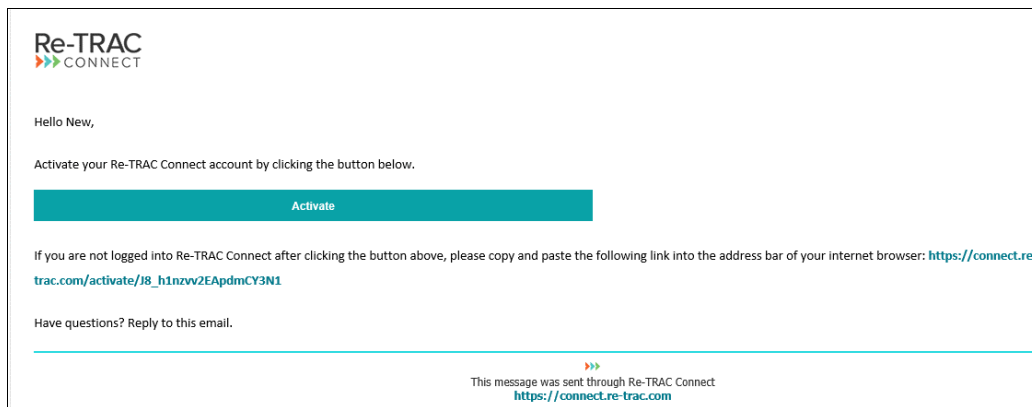 Re-TRAC
CONNECT
Hello New,
Activate your Re-TRAC Connect account by clicking the button below.
Activate
If you are not logged into Re-TRAC Connect after clicking the button above, please copy and paste the following link into the address bar of your internet browser: https://connect.re
trac.com/activate/J8_h1nzvv2EApdmCY3N1
Have questions? Reply to this email.
This message was sent through Re-TRAC Connect
https://connect.re-trac.com